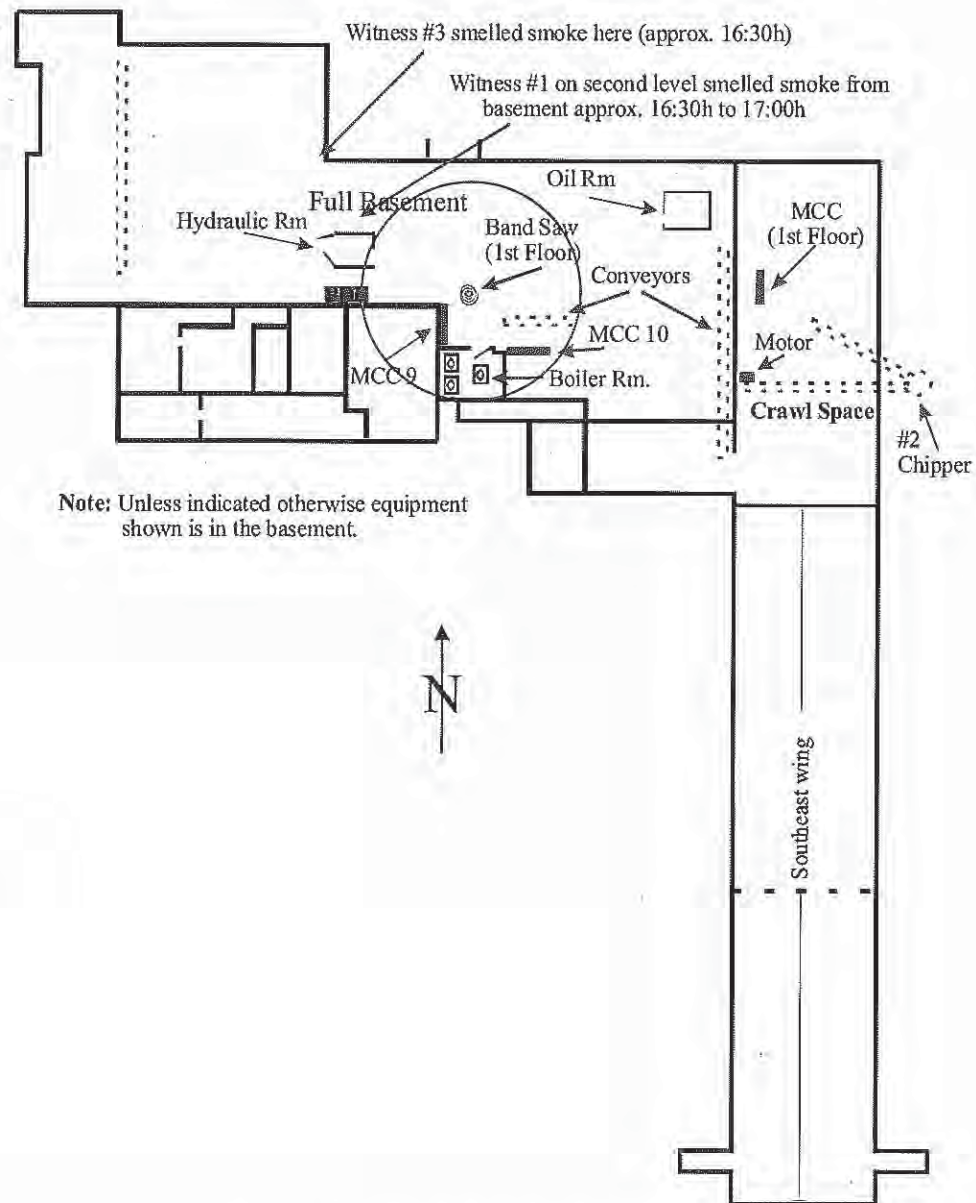 Witness #3 smelled smoke here (approx. 16:30h)
Witness #1 on second level smelled smoke from
basement approx. 16:30h to 17:00h
Full Basement
Hydraulic Rm
Oil Rm
Band Saw
(1st Floor)
MCC
(1st Floor)
Conveyors
MCC 10
Motor
MCC 9
Boiler Rm.
Crawl Space
#2
Chipper
Note: Unless indicated otherwise equipment
shown is in the basement.
N
Southeast wing